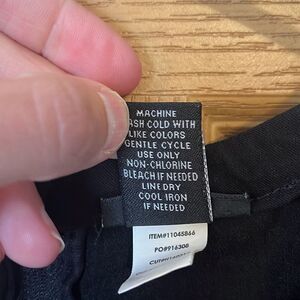 MACHINE
ASH COLD WITH
LIKE COLORS
GENTLE CYCLE
USE ONLY
NON-CHLORINE
BLEACH IF NEEDED
LINE DRY
COOL IRON
IF NEEDED
ITEM#11045866
PO#916308